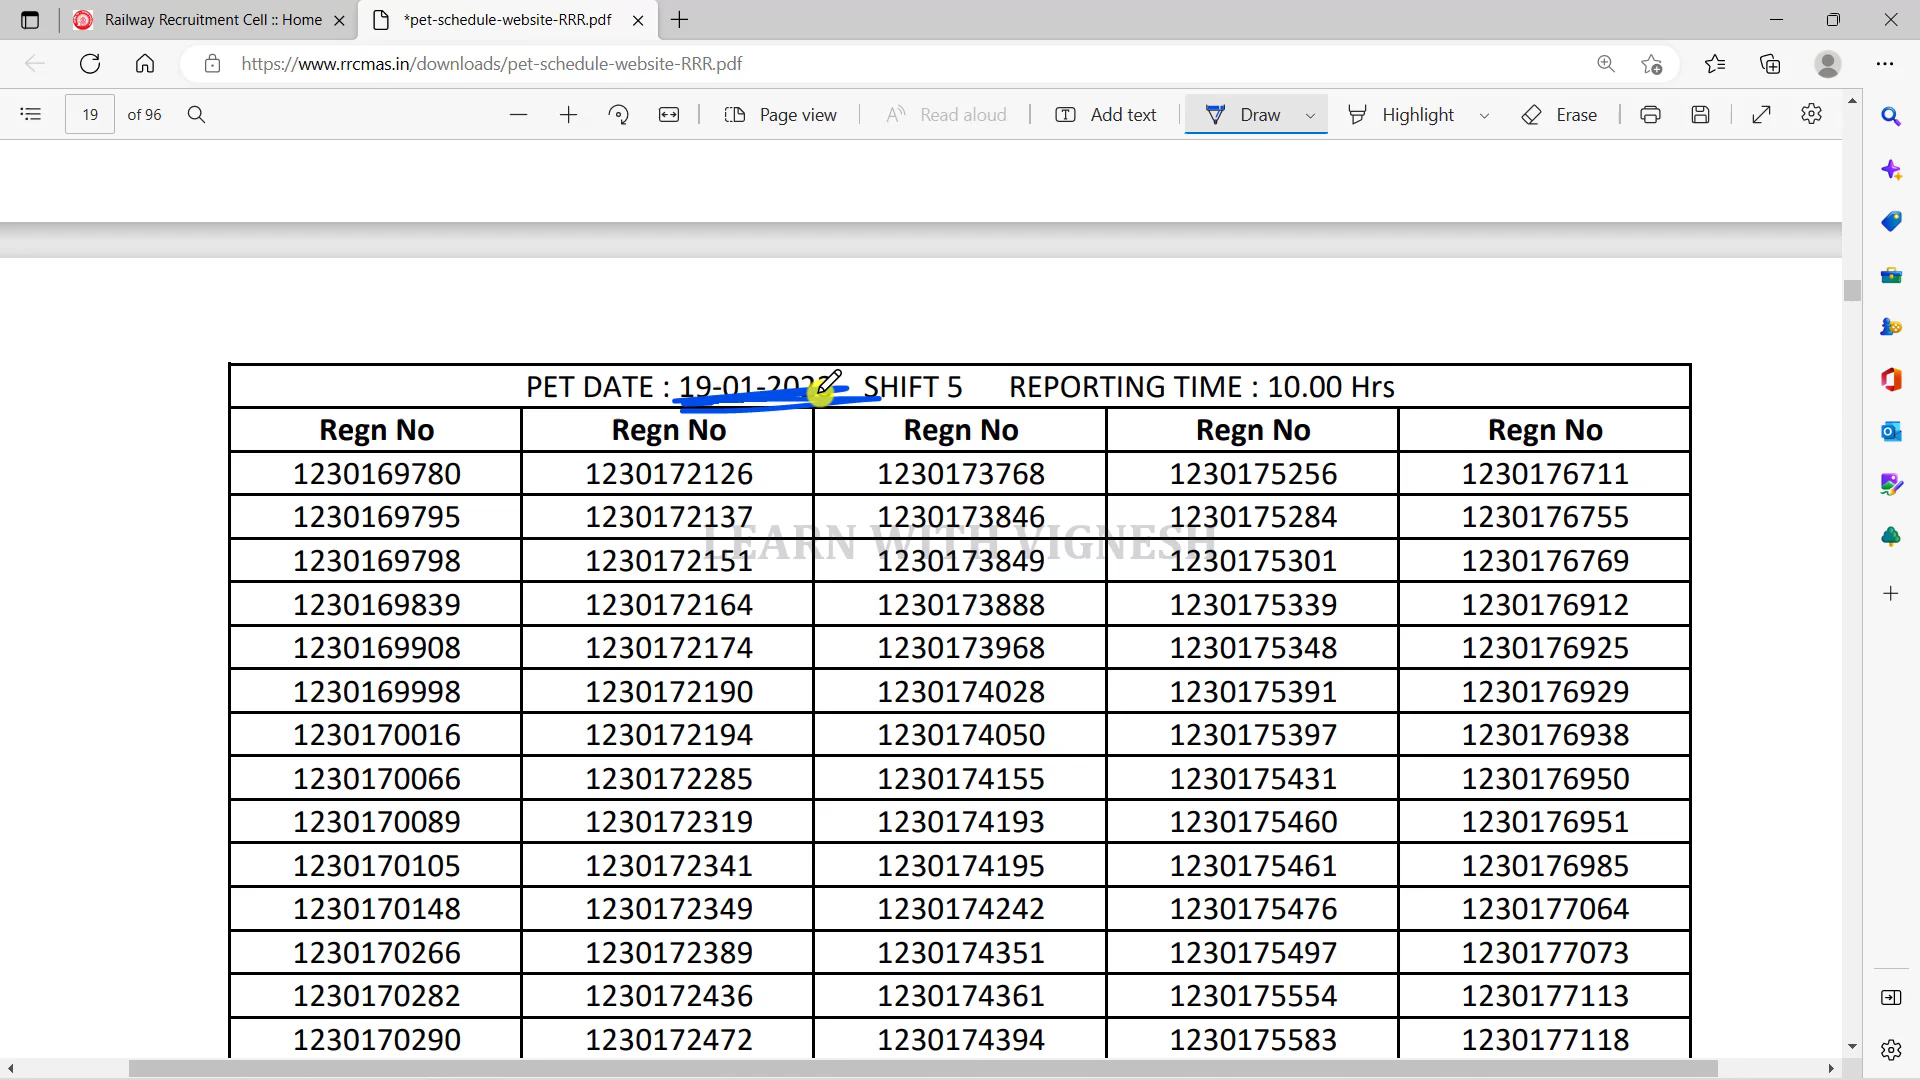 Railway Recruitment Cell :: Home
*pet-schedule-website-RRR.pdf
https://www.rrcmas.in/downloads/pet-schedule-website-RRR.pdf
19 of 96 Page view Read aloud Add text Draw Highlight Erase
PET DATE : 19-01-2023 SHIFT 5 REPORTING TIME : 10.00 Hrs
Regn No Regn No Regn No Regn No Regn No
1230169780 1230172126 1230173768 1230175256 1230176711
1230169795 1230172137 1230173846 1230175284 1230176755
LEARN WITH VIGNESH
1230169798 1230172151 1230173849 1230175301 1230176769
1230169839 1230172164 1230173888 1230175339 1230176912
1230169908 1230172174 1230173968 1230175348 1230176925
1230169998 1230172190 1230174028 1230175391 1230176929
1230170016 1230172194 1230174050 1230175397 1230176938
1230170066 1230172285 1230174155 1230175431 1230176950
1230170089 1230172319 1230174193 1230175460 1230176951
1230170105 1230172341 1230174195 1230175461 1230176985
1230170148 1230172349 1230174242 1230175476 1230177064
1230170266 1230172389 1230174351 1230175497 1230177073
1230170282 1230172436 1230174361 1230175554 1230177113
1230170290 1230172472 1230174394 1230175583 1230177118